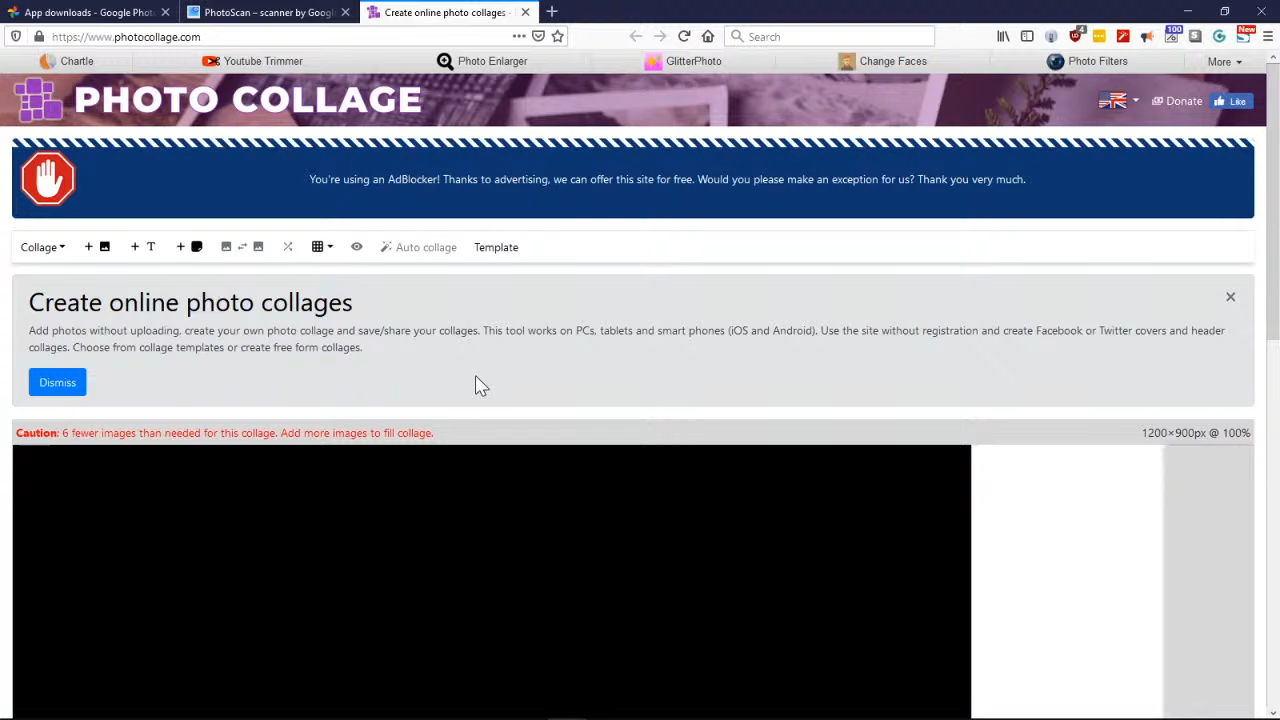 App downloads - Google Phot
PhotoScan – scanner by Googl
Create online photo collages -
https://www.photocollage.com
Search
4
100
New
Chartle
Youtube Trimmer
Photo Enlarger
GlitterPhoto
Change Faces
Photo Filters
More
PHOTO COLLAGE
Donate
Like
You're using an AdBlocker! Thanks to advertising, we can offer this site for free. Would you please make an exception for us? Thank you very much.
Collage
+
+ T
+
Auto collage
Template
Create online photo collages
Add photos without uploading, create your own photo collage and save/share your collages. This tool works on PCs, tablets and smart phones (iOS and Android). Use the site without registration and create Facebook or Twitter covers and header
collages. Choose from collage templates or create free form collages.
Dismiss
Caution: 6 fewer images than needed for this collage. Add more images to fill collage.
1200×900px @ 100%